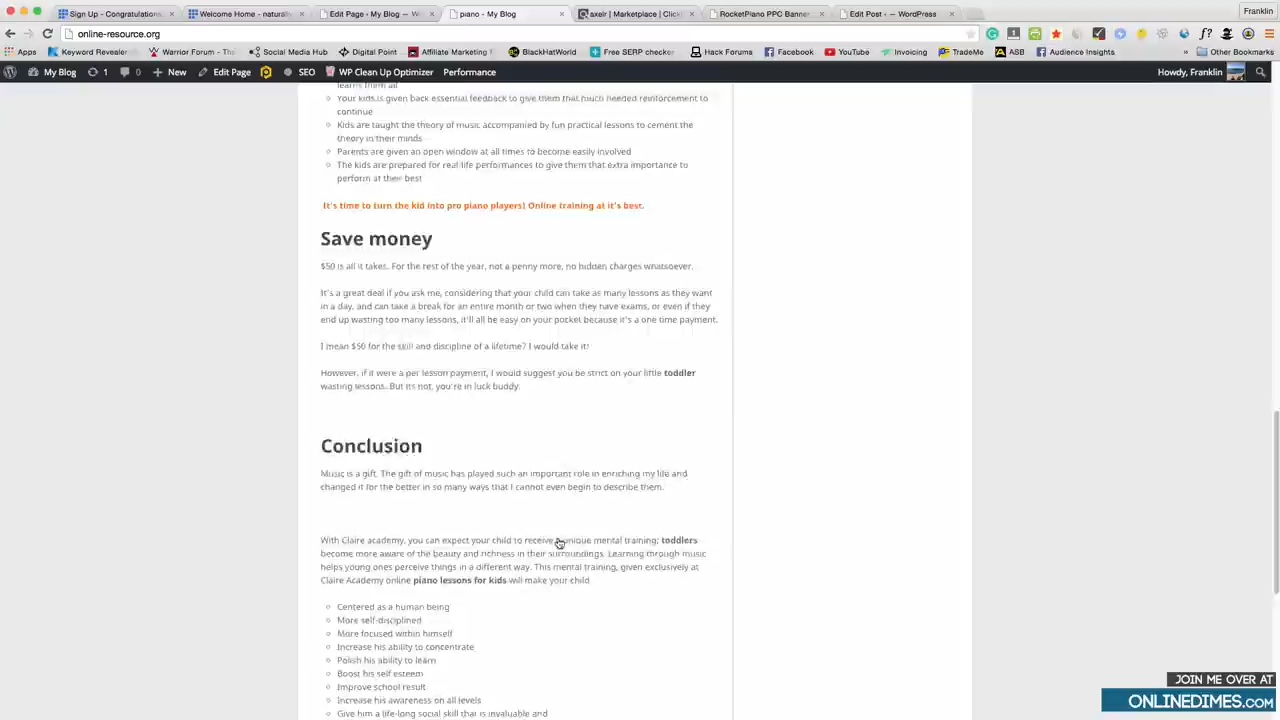 Sign Up - Congratulations
Welcome Home - natural
Edit Page ‹ My Blog — W
piano - My Blog
axelr | Marketplace | Click
RocketPiano PPC Banner
Edit Post ‹ — WordPress
Franklin
online-resource.org
Apps
Keyword Revealer
Warrior Forum - The
Social Media Hub
Digital Point
Affiliate Marketing
BlackHatWorld
Free SERP checker
Hack Forums
Facebook
YouTube
Invoicing
TradeMe
ASB
Audience Insights
Other Bookmarks
My Blog
1
0
New
Edit Page
SEO
WP Clean Up Optimizer
Performance
Howdy, Franklin
learns from all
Your kids is given back essential feedback to give them that much needed reinforcement to
continue
Kids are taught the theory of music accompanied by fun practical lessons to cement the
theory in their minds
Parents are given an open window at all times to become easily involved
The kids are prepared for real life performances to give them that extra importance to
perform at their best
It's time to turn the kid into pro piano players! Online training at it's best.
Save money
$50 is all it takes. For the rest of the year, not a penny more, no hidden charges whatsoever.
It's a great deal if you ask me, considering that your child can take as many lessons as they want
in a day, and can take a break for an entire month or two when they have exams, or even if they
end up wasting too many lessons, it'll all be easy on your pocket because it's a one time payment.
I mean $50 for the skill and discipline of a lifetime? I would take it!
However, if it were a per lesson payment, I would suggest you be strict on your little toddler
wasting lessons. But its not, you're in luck buddy.
Conclusion
Music is a gift. The gift of music has played such an important role in enriching my life and
changed it for the better in so many ways that I cannot even begin to describe them.
With Claire academy, you can expect your child to receive unique mental training; toddlers
become more aware of the beauty and richness in their surroundings. Learning through music
helps young ones perceive things in a different way. This mental training, given exclusively at
Claire Academy online piano lessons for kids will make your child
Centered as a human being
More self-disciplined
More focused within himself
Increase his ability to concentrate
Polish his ability to learn
Boost his self esteem
Improve school result
Increase his awareness on all levels
Give him a life-long social skill that is invaluable and
JOIN ME OVER AT
ONLINEDIMES.COM